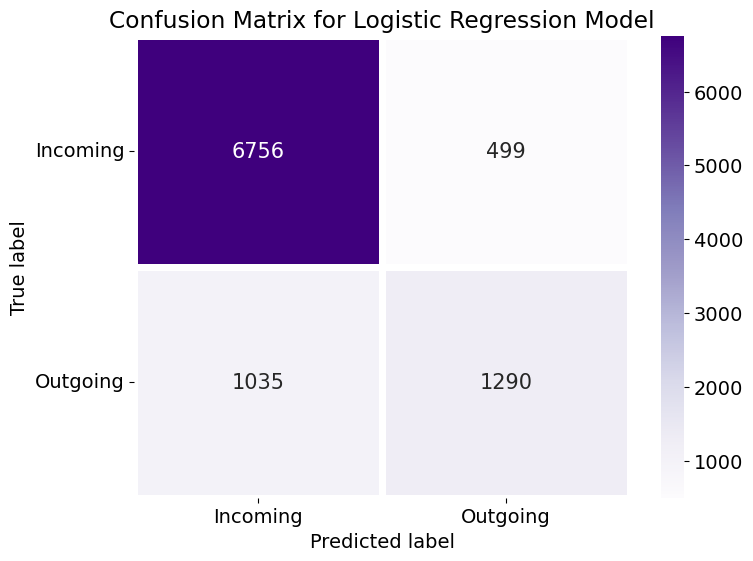 Confusion Matrix for Logistic Regression Model
True label
Incoming
6756
499
Outgoing
1035
1290
Incoming
Outgoing
Predicted label
6000
5000
4000
3000
2000
1000